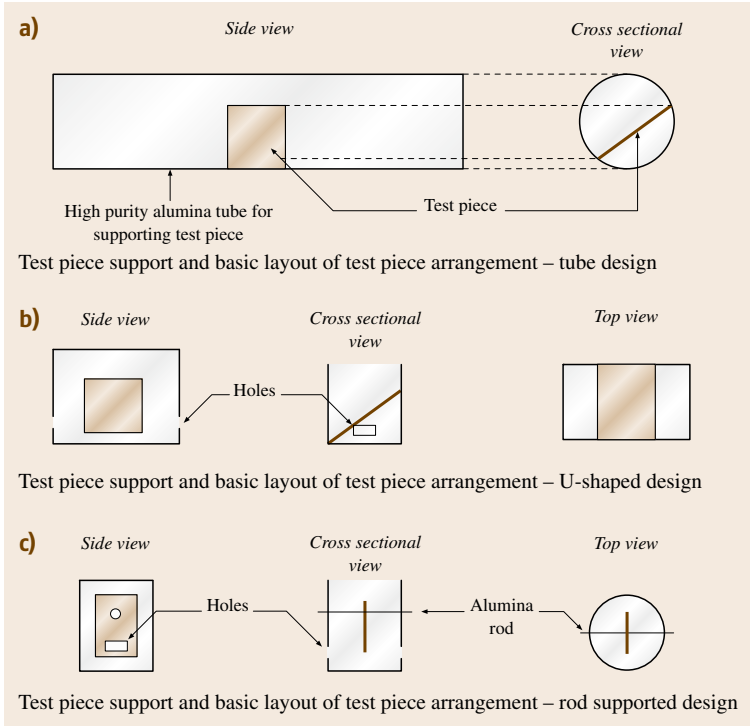 a)
Side view
Cross sectional
view
High purity alumina tube for
supporting test piece
Test piece
Test piece support and basic layout of test piece arrangement – tube design
b)
Side view
Cross sectional
view
Top view
Holes
Test piece support and basic layout of test piece arrangement – U-shaped design
c)
Side view
Cross sectional
view
Top view
Holes
Alumina
rod
Test piece support and basic layout of test piece arrangement – rod supported design